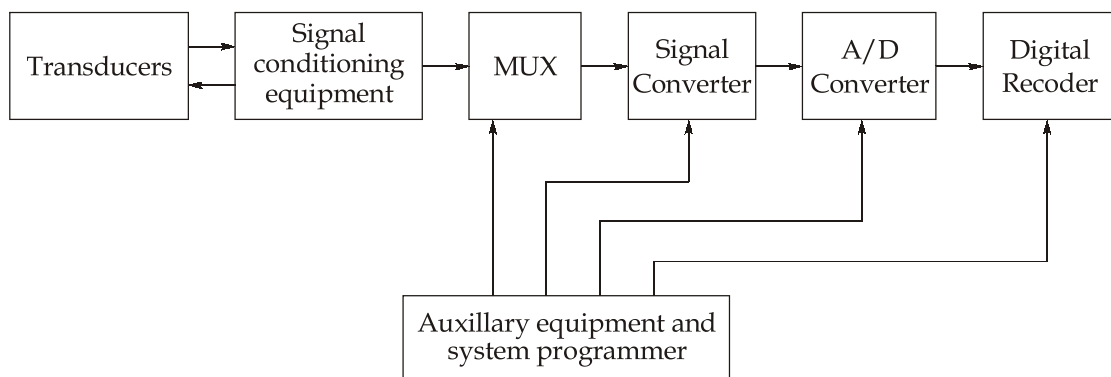 Transducers
Signal
conditioning
equipment
MUX
Signal
Converter
A/D
Converter
Digital
Recoder
Auxillary equipment and
system programmer